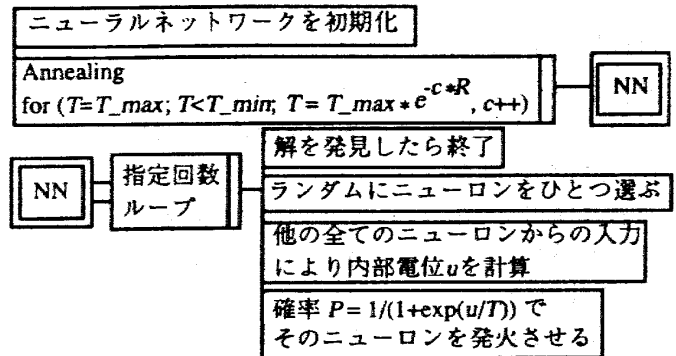 ニューラルネットワークを初期化
Annealing
for (T=T_max; T<T_min; T= T_max*e^-c*R, c++)
NN
NN
指定回数
ループ
解を発見したら終了
ランダムにニューロンをひとつ選ぶ
他の全てのニューロンからの入力
により内部電位uを計算
確率 P= 1/(1+exp(u/T)) で
そのニューロンを発火させる